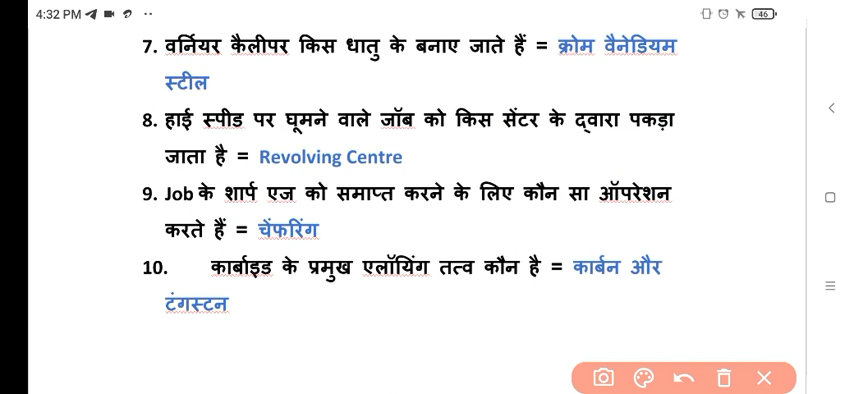 4:32 PM
46
7. वर्नियर कैलीपर किस धातु के बनाए जाते हैं = क्रोम वैनेडियम
स्टील
8. हाई स्पीड पर घूमने वाले जॉब को किस सेंटर के द्वारा पकड़ा
जाता है = Revolving Centre
9. Job के शार्प एज को समाप्त करने के लिए कौन सा ऑपरेशन
करते हैं = चेंफरिंग
10. कार्बाइड के प्रमुख एलॉयिंग तत्व कौन है = कार्बन और
टंगस्टन